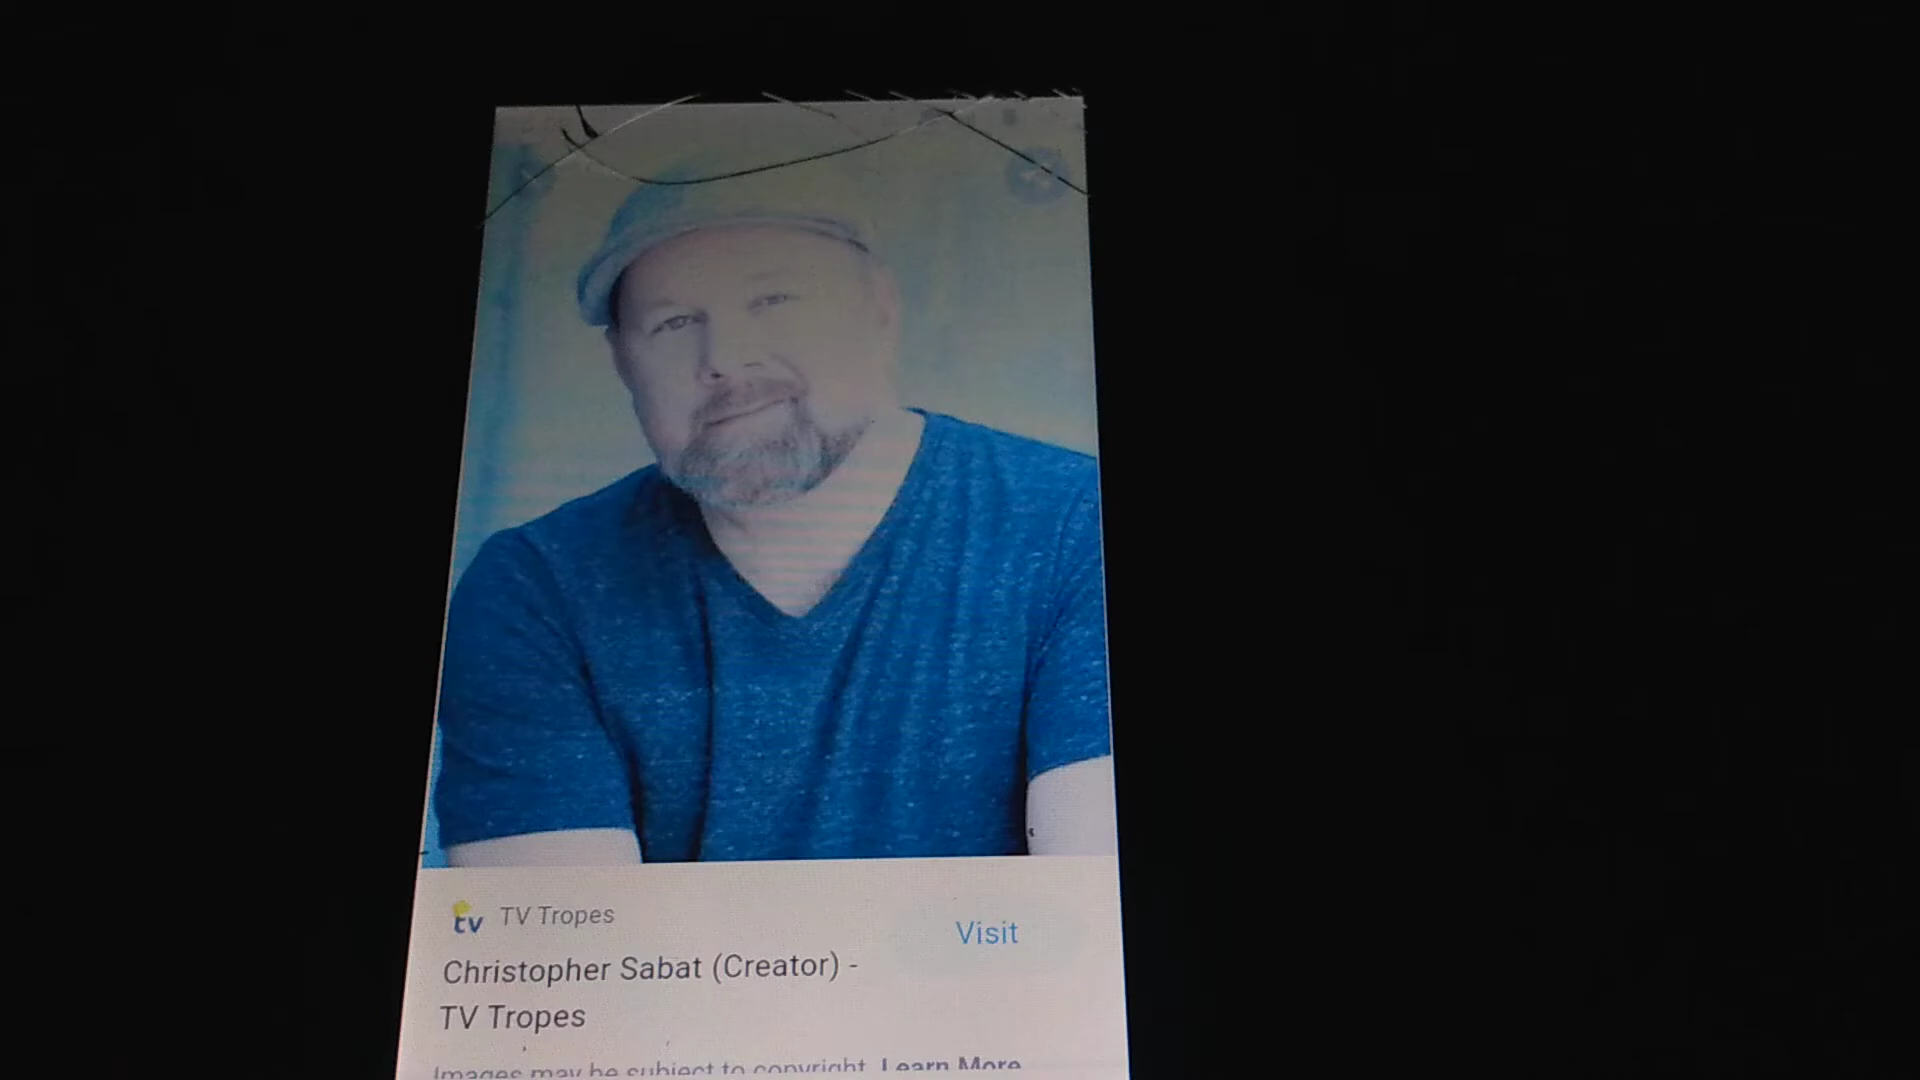 tv TV Tropes
Visit
Christopher Sabat (Creator) -
TV Tropes
Images may be subject to copyright. Learn More